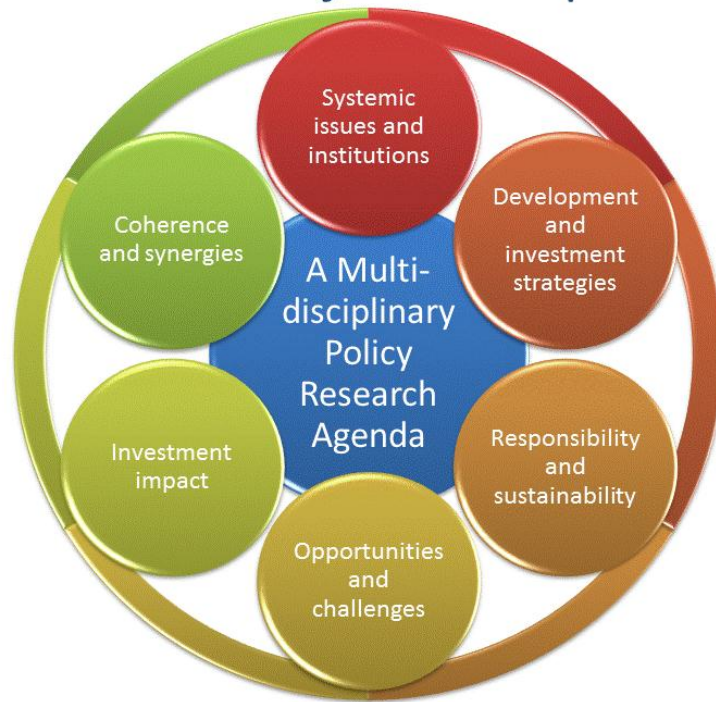 Systemic
issues and
institutions
Development
and
investment
strategies
Responsibility
and
sustainability
Opportunities
and
challenges
Investment
impact
Coherence
and synergies
A Multi-
disciplinary
Policy
Research
Agenda